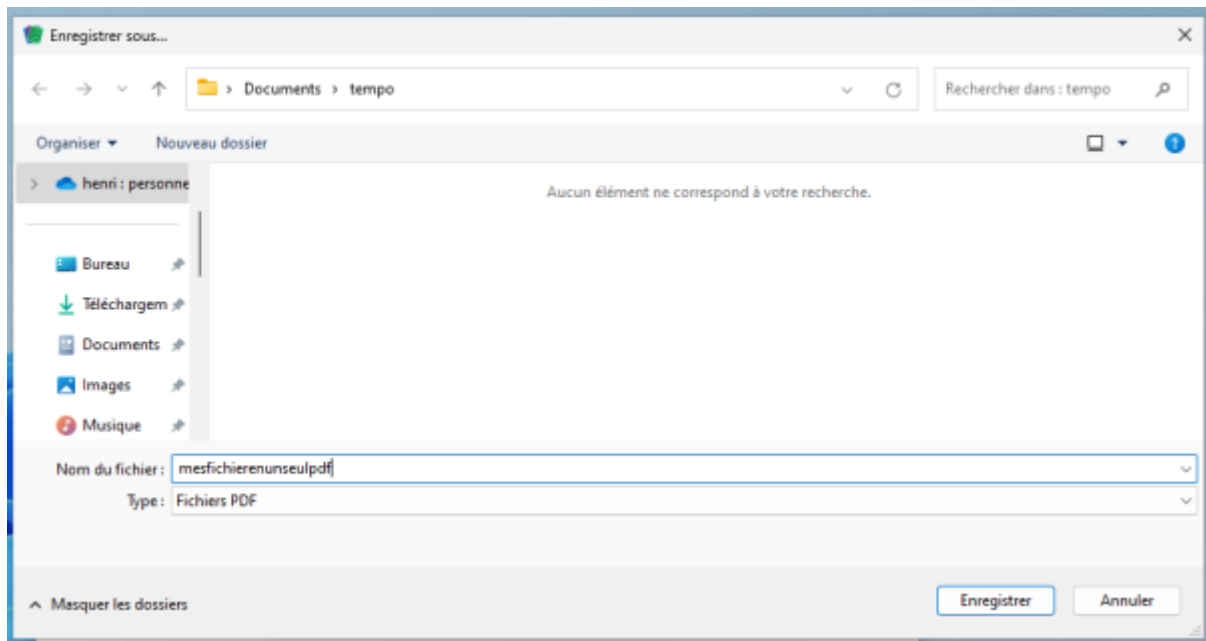 Enregistrer sous...
Documents > tempo
Rechercher dans : tempo
Organiser
Nouveau dossier
henri : personne
Aucun élément ne correspond à votre recherche.
Bureau
Téléchargem
Documents
Images
Musique
Nom du fichier : mesfichierenunseulpdf
Type : Fichiers PDF
Masquer les dossiers
Enregistrer
Annuler